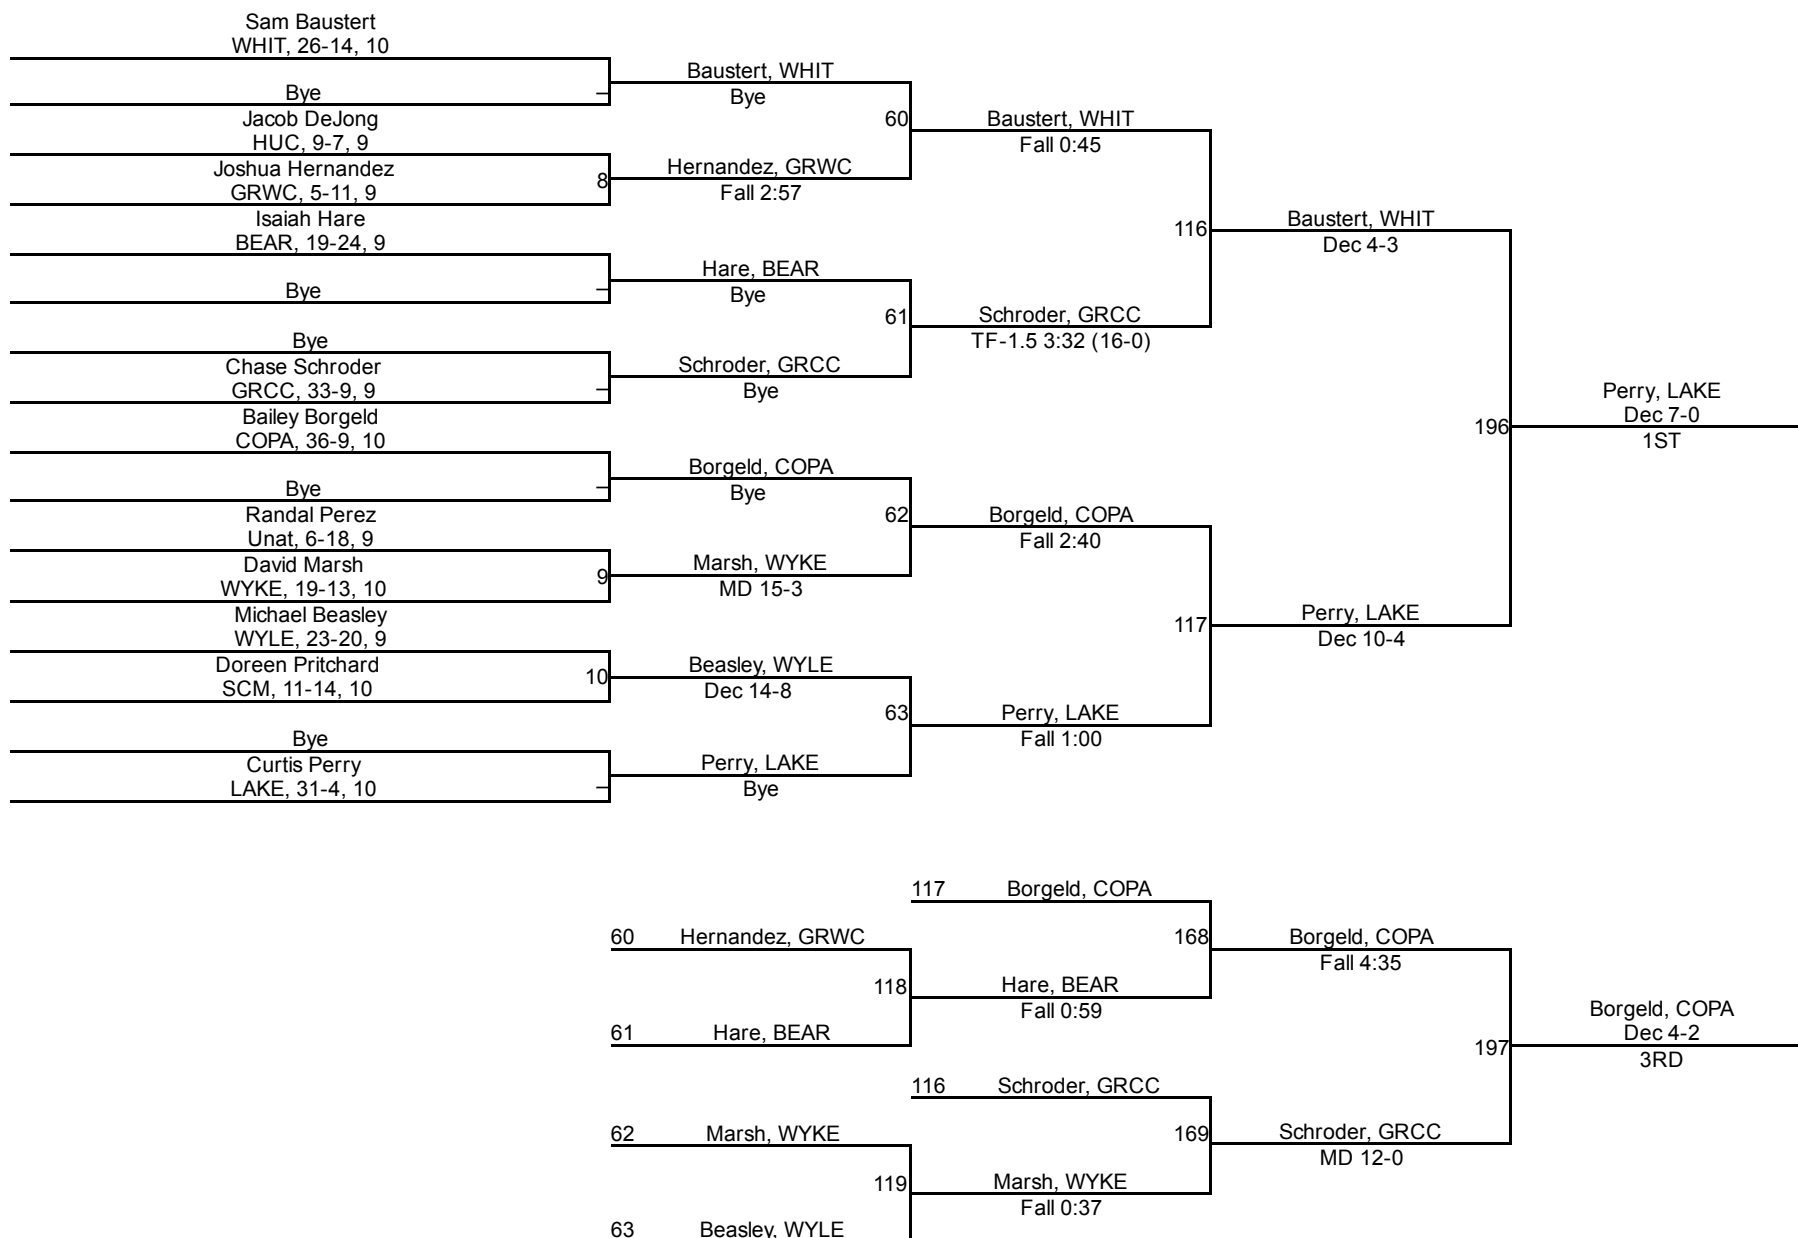 Sam Baustert
WHIT, 26-14, 10
Bye
Jacob DeJong
HUC, 9-7, 9
Joshua Hernandez
GRWC, 5-11, 9
8
Isaiah Hare
BEAR, 19-24, 9
Bye
Bye
Chase Schroder
GRCC, 33-9, 9
Bailey Borgeld
COPA, 36-9, 10
Bye
Randal Perez
Unat, 6-18, 9
David Marsh
WYKE, 19-13, 10
9
Michael Beasley
WYLE, 23-20, 9
Doreen Pritchard
SCM, 11-14, 10
10
Bye
Curtis Perry
LAKE, 31-4, 10
Baustert, WHIT
Bye
60
Hernandez, GRWC
Fall 2:57
Hare, BEAR
Bye
61
Schroder, GRCC
Bye
Borgeld, COPA
Bye
62
Marsh, WYKE
MD 15-3
Beasley, WYLE
Dec 14-8
63
Perry, LAKE
Bye
Baustert, WHIT
Fall 0:45
116
Schroder, GRCC
TF-1.5 3:32 (16-0)
Borgeld, COPA
Fall 2:40
117
Perry, LAKE
Fall 1:00
Baustert, WHIT
Dec 4-3
196
Perry, LAKE
Dec 10-4
Perry, LAKE
Dec 7-0
1ST
117 Borgeld, COPA
60 Hernandez, GRWC
168
118
Hare, BEAR
Fall 0:59
61 Hare, BEAR
Borgeld, COPA
Fall 4:35
116 Schroder, GRCC
62 Marsh, WYKE
169
119
Marsh, WYKE
Fall 0:37
63 Beasley, WYLE
Schroder, GRCC
MD 12-0
197
Borgeld, COPA
Dec 4-2
3RD